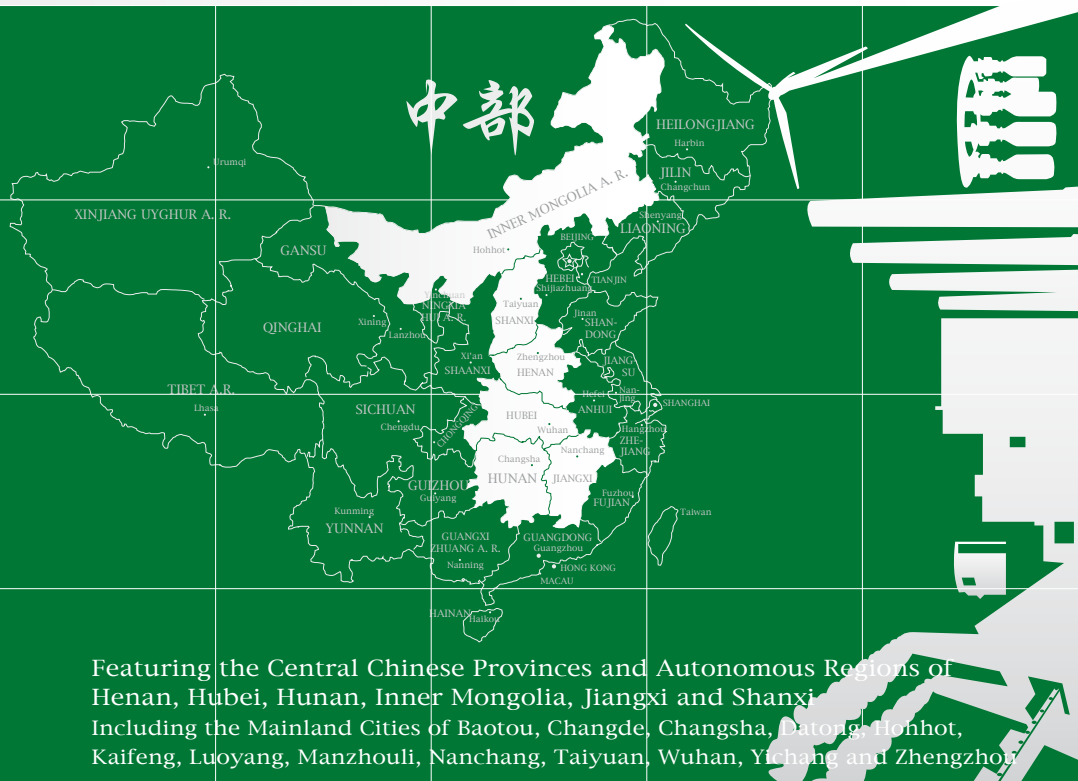 中部
HEILONGJIANG
Harbin
Urumqi
JILIN
Changchun
INNER MONGOLIA A. R.
XINJIANG UYGHUR A. R.
Shenyang
LIAONING
BEIJING
GANSU
Hohhot
HEBEI
TIANJIN
Shijiazhuang
Yinchuan
NINGXIA
HUI A. R.
Taiyuan
SHANXI
Jinan
SHAN-
DONG
QINGHAI
Xining
Lanzhou
Xi'an
SHAANXI
Zhengzhou
HENAN
JIANG-
SU
TIBET A.R.
Lhasa
SICHUAN
Chengdu
CHONGQING
HUBEI
Wuhan
Hefei
ANHUI
Nan-
jing
SHANGHAI
Hangzhou
ZHE-
JIANG
Changsha
HUNAN
Nanchang
JIANGXI
GUIZHOU
Guiyang
Fuzhou
FUJIAN
Kunming
YUNNAN
Taiwan
GUANGXI
ZHUANG A. R.
Nanning
GUANGDONG
Guangzhou
HONG KONG
MACAU
HAINAN
Haikou
Featuring the Central Chinese Provinces and Autonomous Regions of
Henan, Hubei, Hunan, Inner Mongolia, Jiangxi and Shanxi
Including the Mainland Cities of Baotou, Changde, Changsha, Datong, Hohhot,
Kaifeng, Luoyang, Manzhouli, Nanchang, Taiyuan, Wuhan, Yichang and Zhengzhou